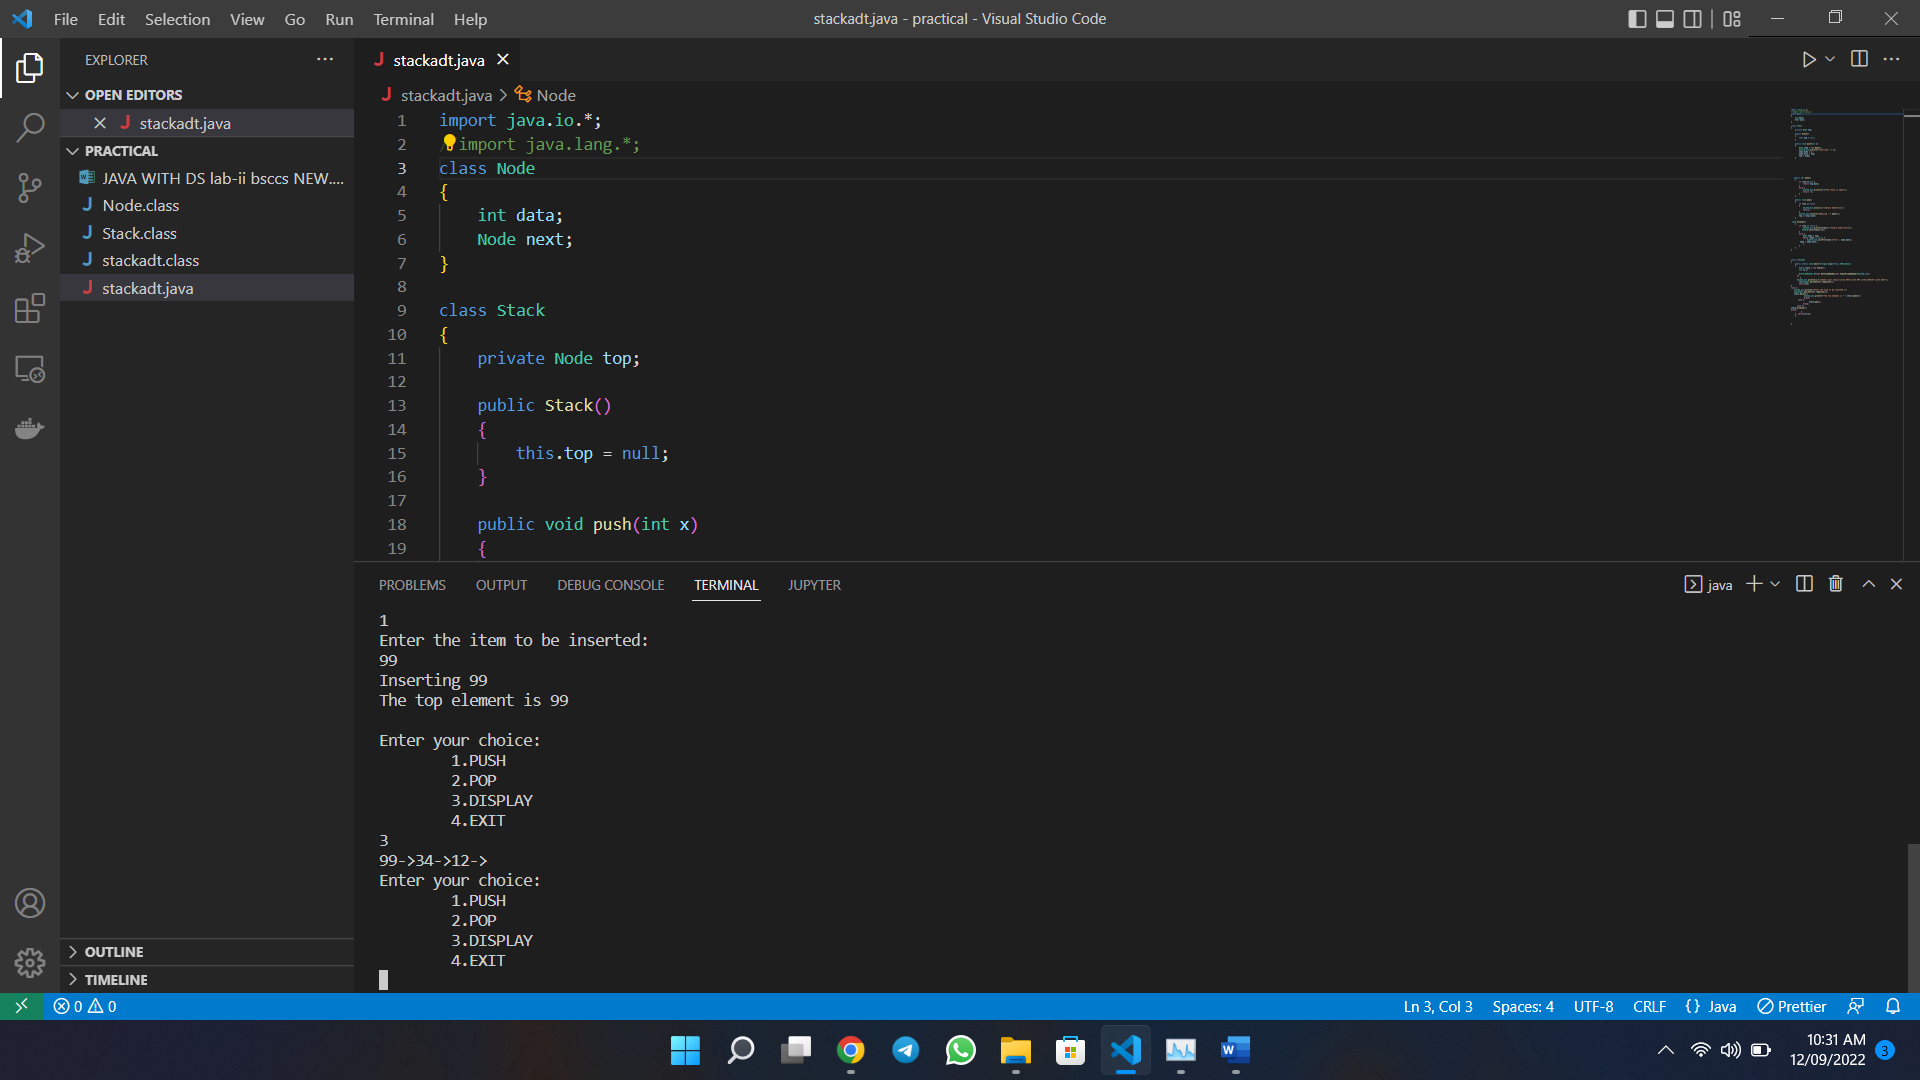 File Edit Selection View Go Run Terminal Help
stackadt.java - practical - Visual Studio Code
EXPLORER
OPEN EDITORS
stackadt.java
PRACTICAL
JAVA WITH DS lab-ii bsccs NEW....
Node.class
Stack.class
stackadt.class
stackadt.java
OUTLINE
TIMELINE
stackadt.java
stackadt.java > Node
1 import java.io.*;
2 /import java.lang.*;
3 class Node
4 {
5 int data;
6 Node next;
7 }
8
9 class Stack
10 {
11 private Node top;
12
13 public Stack()
14 {
15 this.top = null;
16 }
17
18 public void push(int x)
19 {
PROBLEMS OUTPUT DEBUG CONSOLE TERMINAL JUPYTER
java
1
Enter the item to be inserted:
99
Inserting 99
The top element is 99
Enter your choice:
1.PUSH
2.POP
3.DISPLAY
4.EXIT
3
99->34->12->
Enter your choice:
1.PUSH
2.POP
3.DISPLAY
4.EXIT
0 0
Ln 3, Col 3 Spaces: 4 UTF-8 CRLF {} Java Prettier
10:31 AM
12/09/2022
3